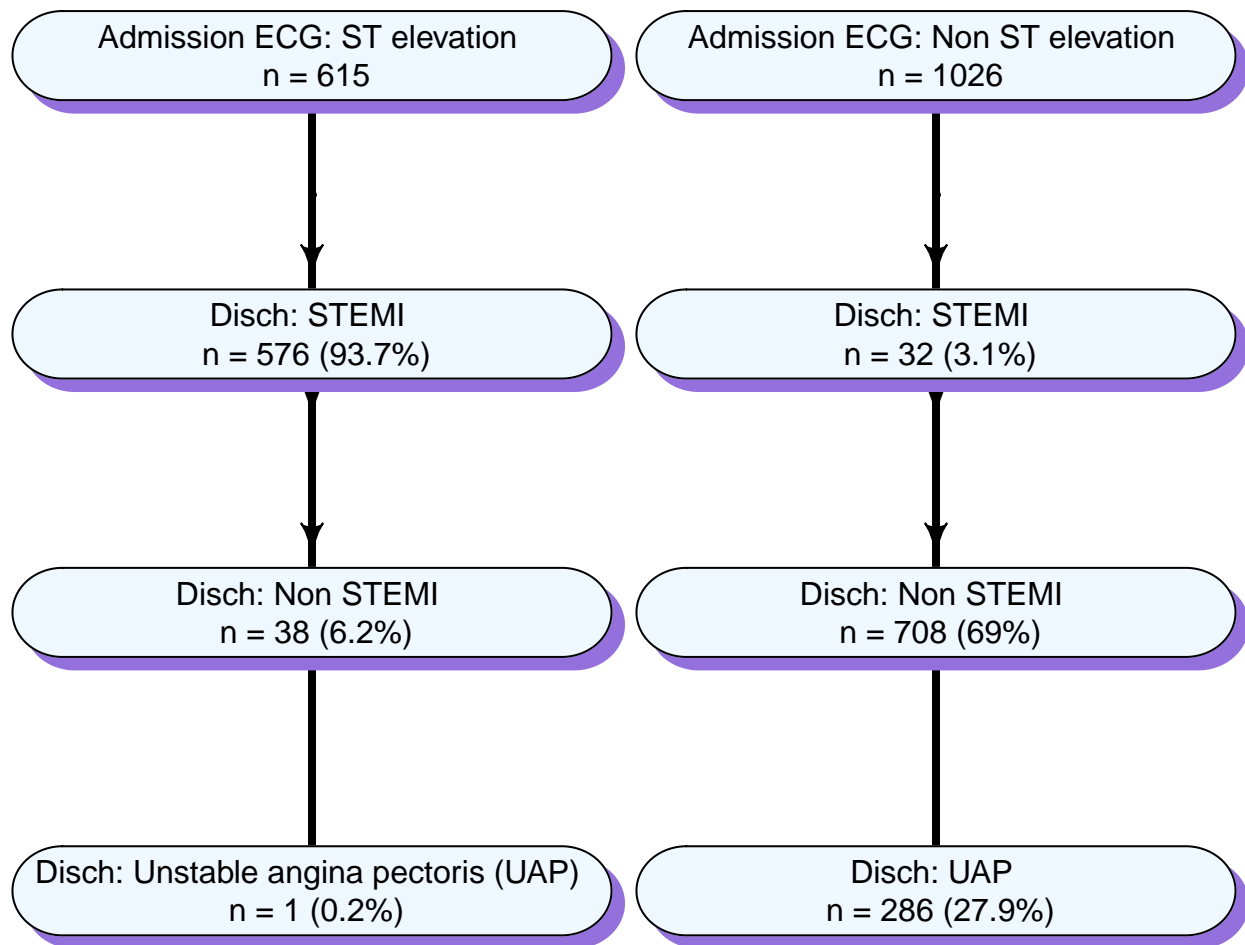 Admission ECG: ST elevation
n = 615
Admission ECG: Non ST elevation
n = 1026
Disch: STEMI
n = 576 (93.7%)
Disch: STEMI
n = 32 (3.1%)
Disch: Non STEMI
n = 38 (6.2%)
Disch: Non STEMI
n = 708 (69%)
Disch: Unstable angina pectoris (UAP)
n = 1 (0.2%)
Disch: UAP
n = 286 (27.9%)